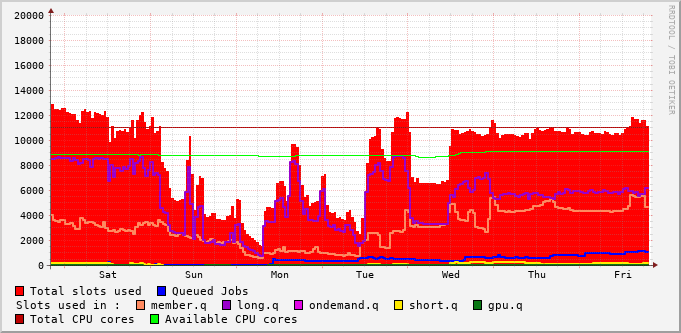 20000
18000
16000
14000
12000
10000
8000
6000
4000
2000
0
Sat Sun Mon Tue Wed Thu Fri
RRDTOOL / TOBI OETIKER
Total slots used Queued Jobs
Slots used in : member.q long.q ondemand.q short.q gpu.q
Total CPU cores Available CPU cores